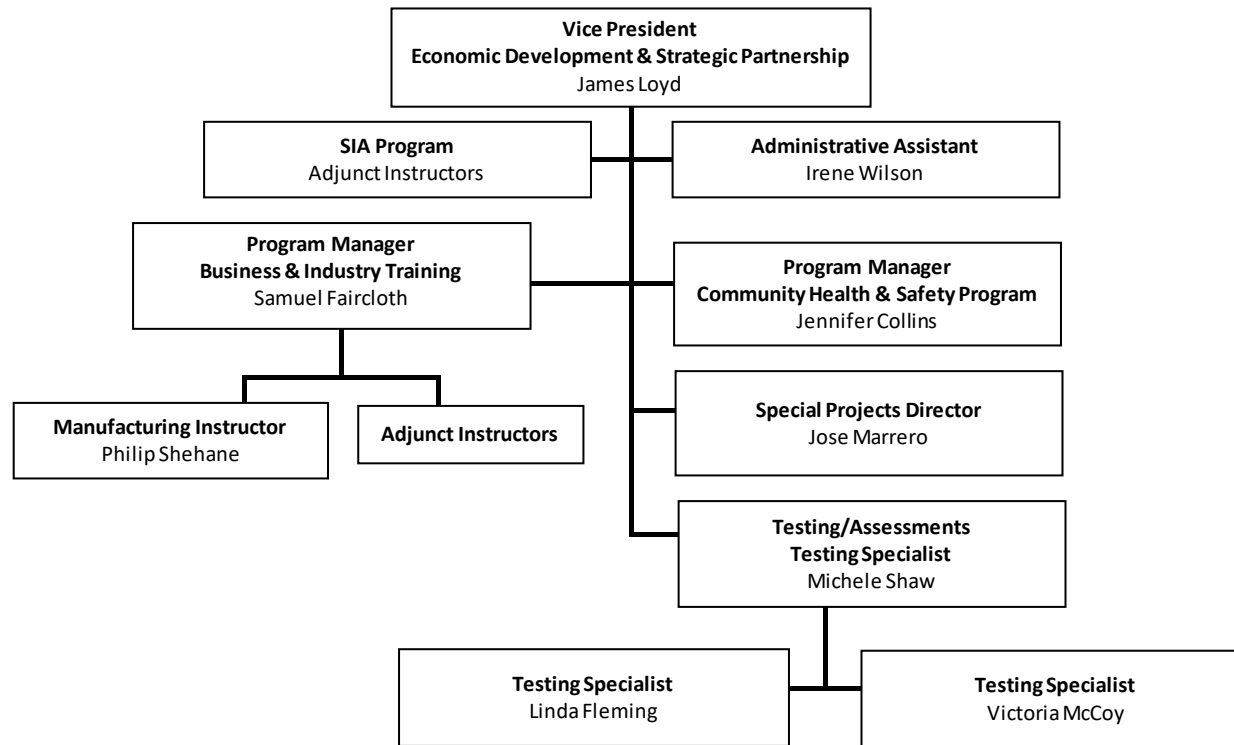 Vice President
Economic Development & Strategic Partnership
James Loyd
SIA Program
Adjunct Instructors
Administrative Assistant
Irene Wilson
Program Manager
Business & Industry Training
Samuel Faircloth
Program Manager
Community Health & Safety Program
Jennifer Collins
Manufacturing Instructor
Philip Shehane
Adjunct Instructors
Special Projects Director
Jose Marrero
Testing/Assessments
Testing Specialist
Michele Shaw
Testing Specialist
Linda Fleming
Testing Specialist
Victoria McCoy